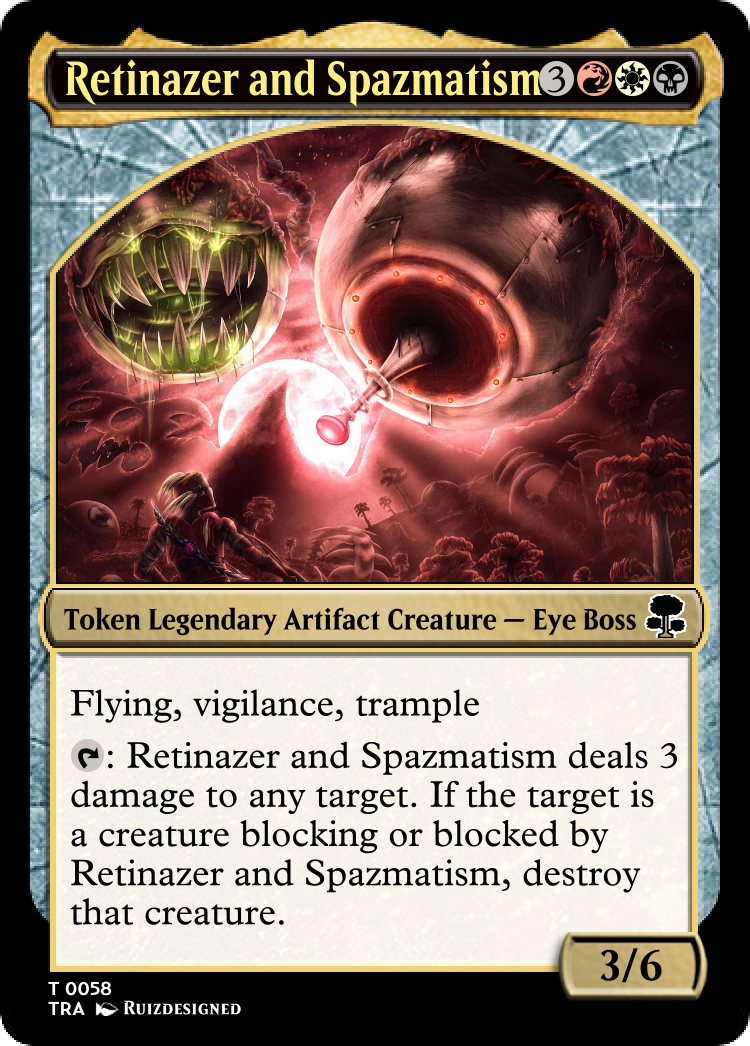 Retinazer and Spazmatism 3
Token Legendary Artifact Creature — Eye Boss
Flying, vigilance, trample
: Retinazer and Spazmatism deals 3
damage to any target. If the target is
a creature blocking or blocked by
Retinazer and Spazmatism, destroy
that creature.
3/6
T 0058
TRA Ruizdesigned